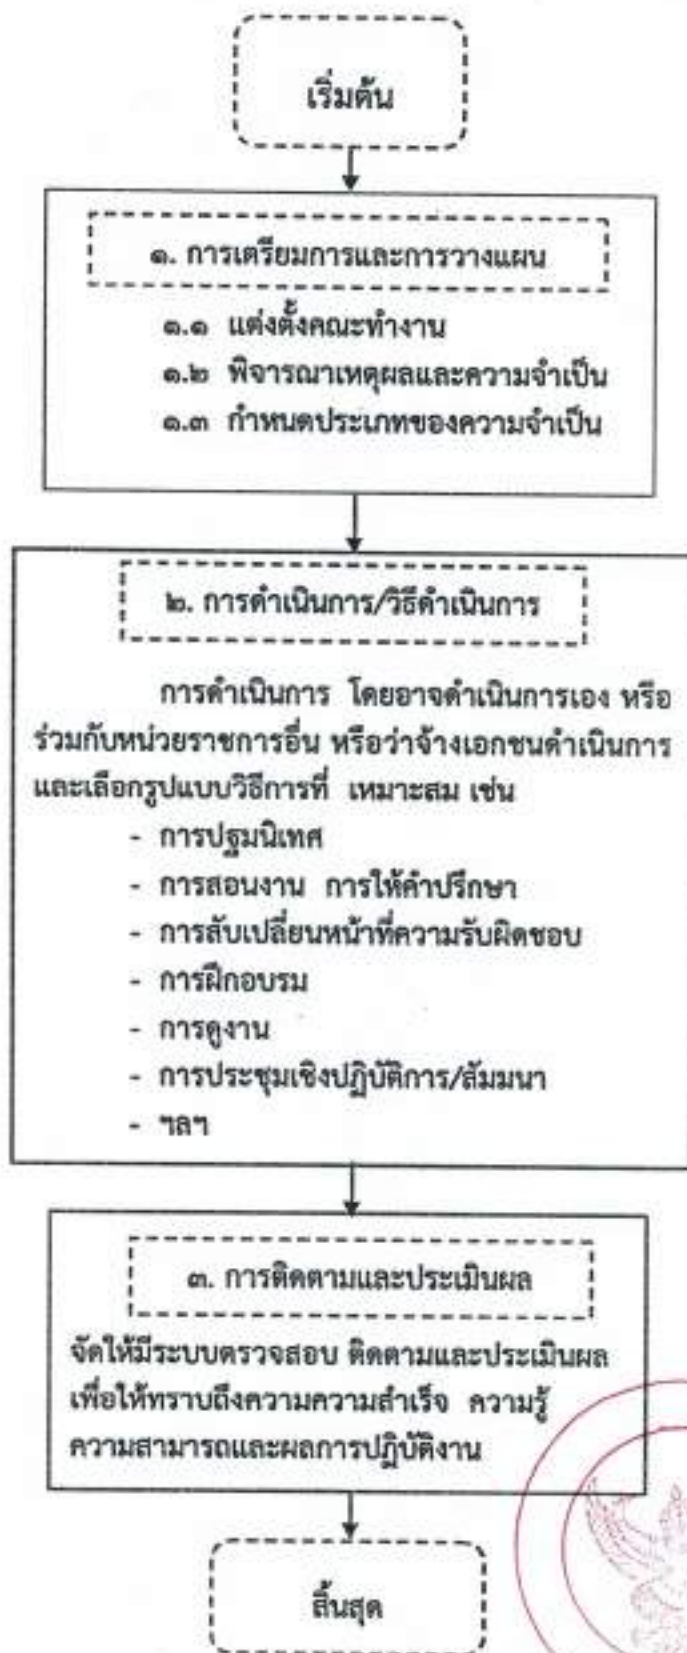 เริ่มต้น
๑. การเตรียมการและการวางแผน
๑.๑ แต่งตั้งคณะทำงาน
๑.๒ พิจารณาเหตุผลและความจำเป็น
๑.๓ กำหนดประเภทของความจำเป็น
๒. การดำเนินการ/วิธีดำเนินการ
การดำเนินการ โดยอาจดำเนินการเอง หรือ
ร่วมกับหน่วยราชการอื่น หรือว่าจ้างเอกชนดำเนินการ
และเลือกรูปแบบวิธีการที่ เหมาะสม เช่น
- การปฐมนิเทศ
- การสอนงาน การให้คำปรึกษา
- การสับเปลี่ยนหน้าที่ความรับผิดชอบ
- การฝึกอบรม
- การดูงาน
- การประชุมเชิงปฏิบัติการ/สัมมนา
- ฯลฯ
๓. การติดตามและประเมินผล
จัดให้มีระบบตรวจสอบ ติดตามและประเมินผล
เพื่อให้ทราบถึงความความสำเร็จ ความรู้
ความสามารถและผลการปฏิบัติงาน
สิ้นสุด